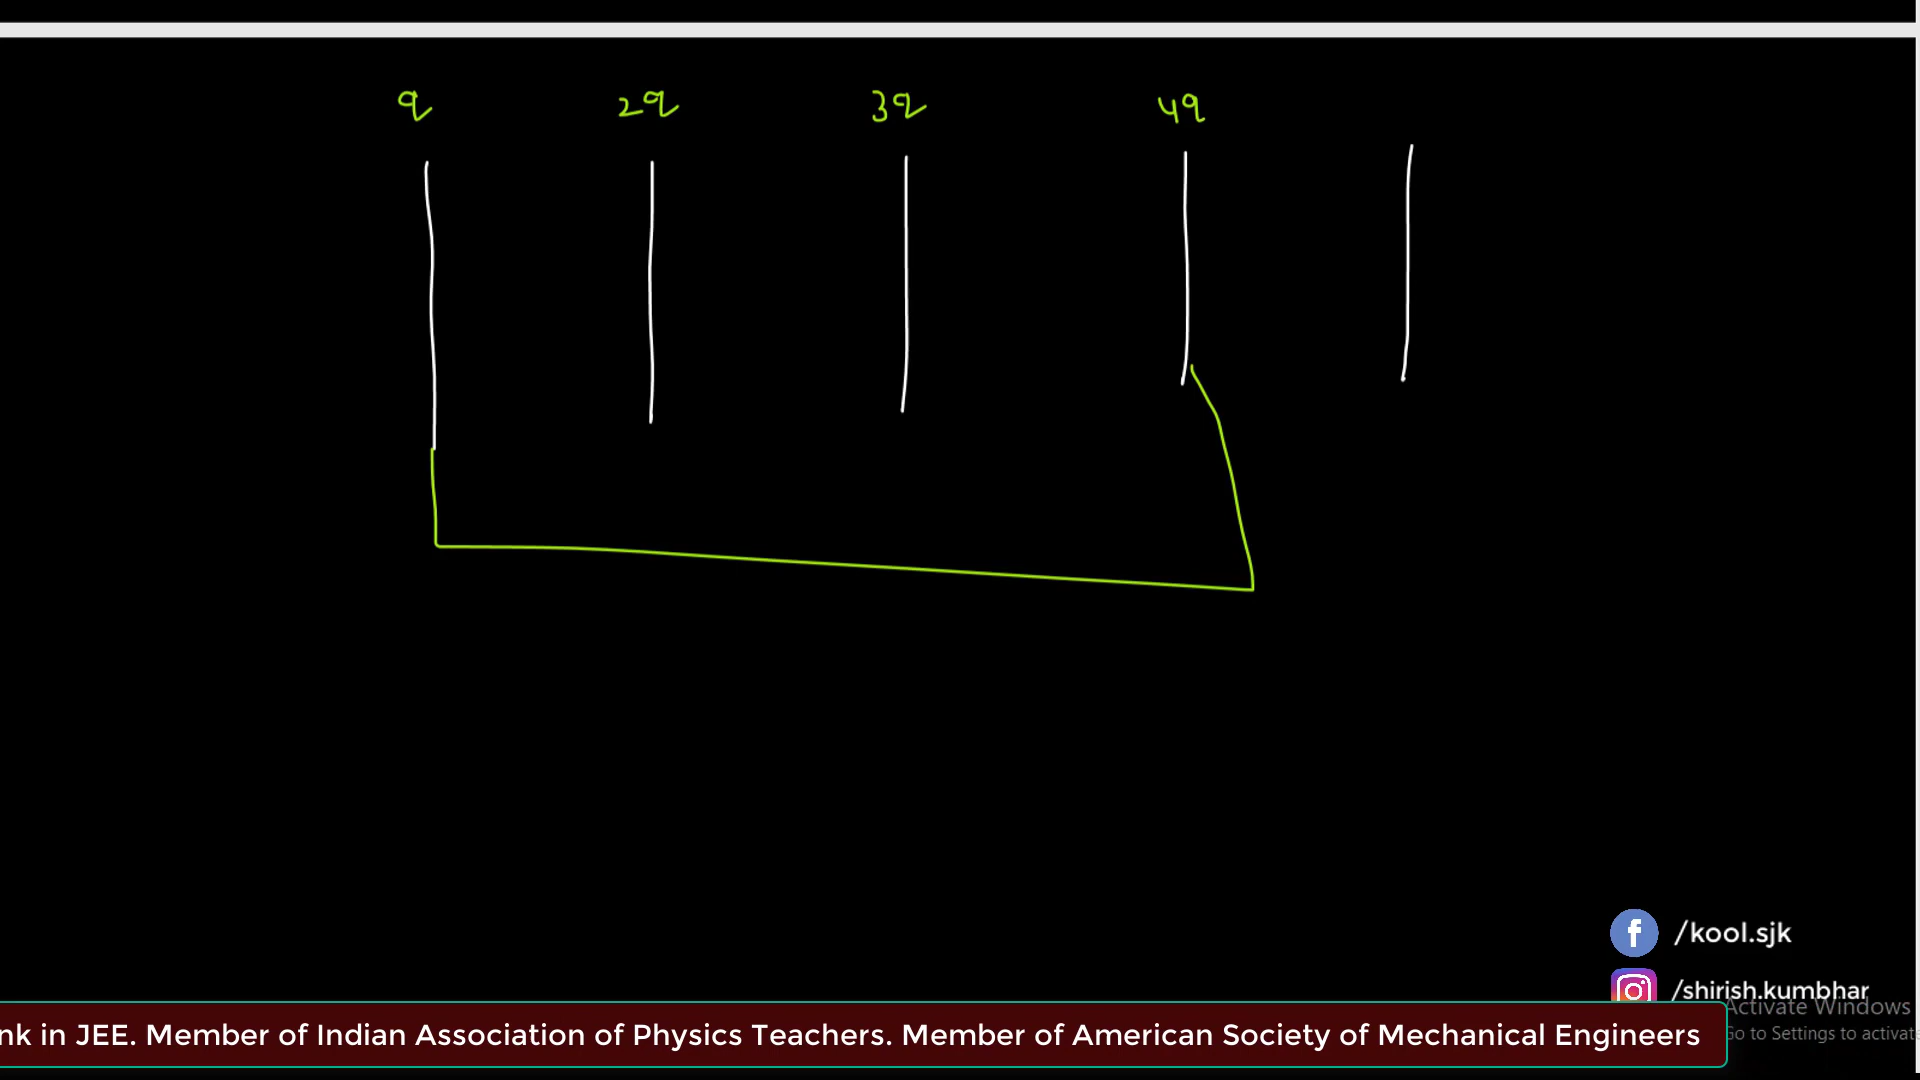 q 2q 3q 4q
/kool.sjk
/shirish.kumbhar
Activate Windows
nk in JEE. Member of Indian Association of Physics Teachers. Member of American Society of Mechanical Engineers
Go to Settings to activat